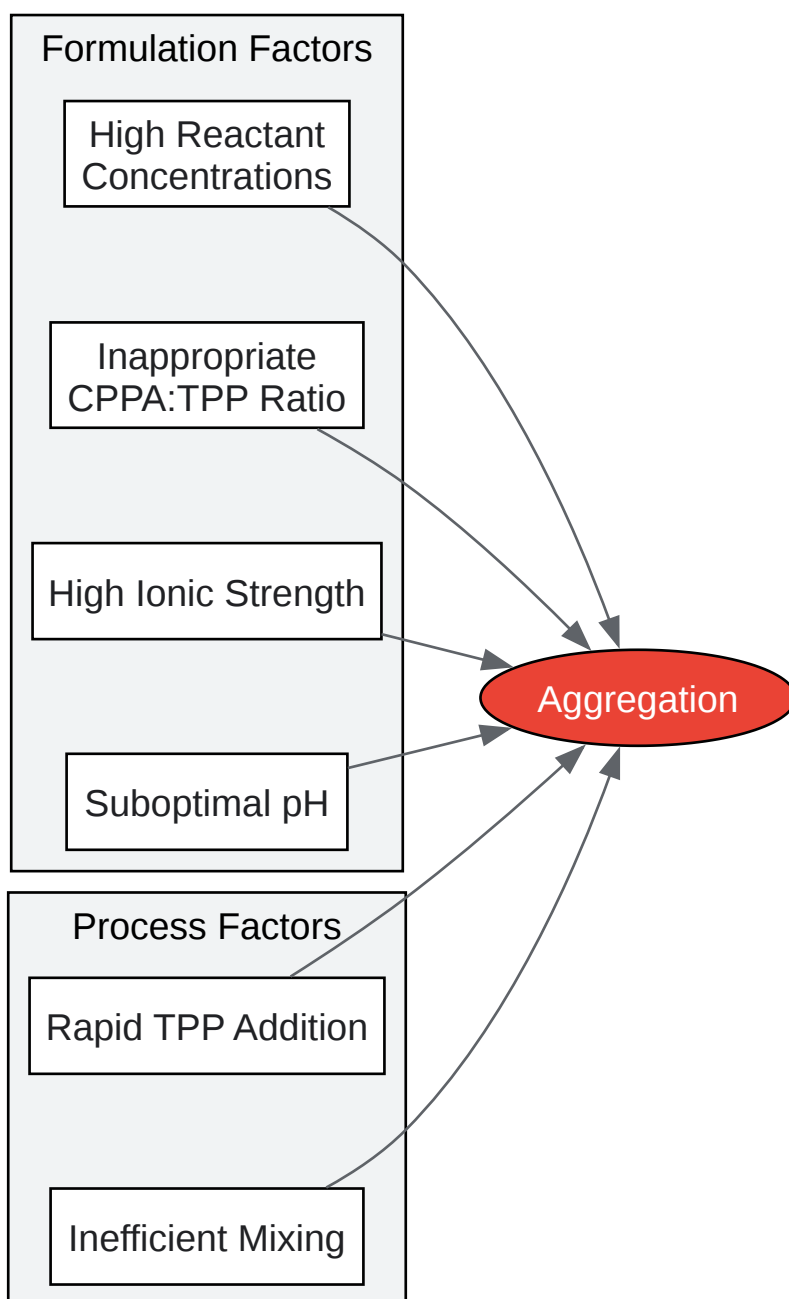 Formulation Factors
High Reactant
Concentrations
Inappropriate
CPPA:TPP Ratio
High Ionic Strength
Aggregation
Suboptimal pH
Process Factors
Rapid TPP Addition
Inefficient Mixing